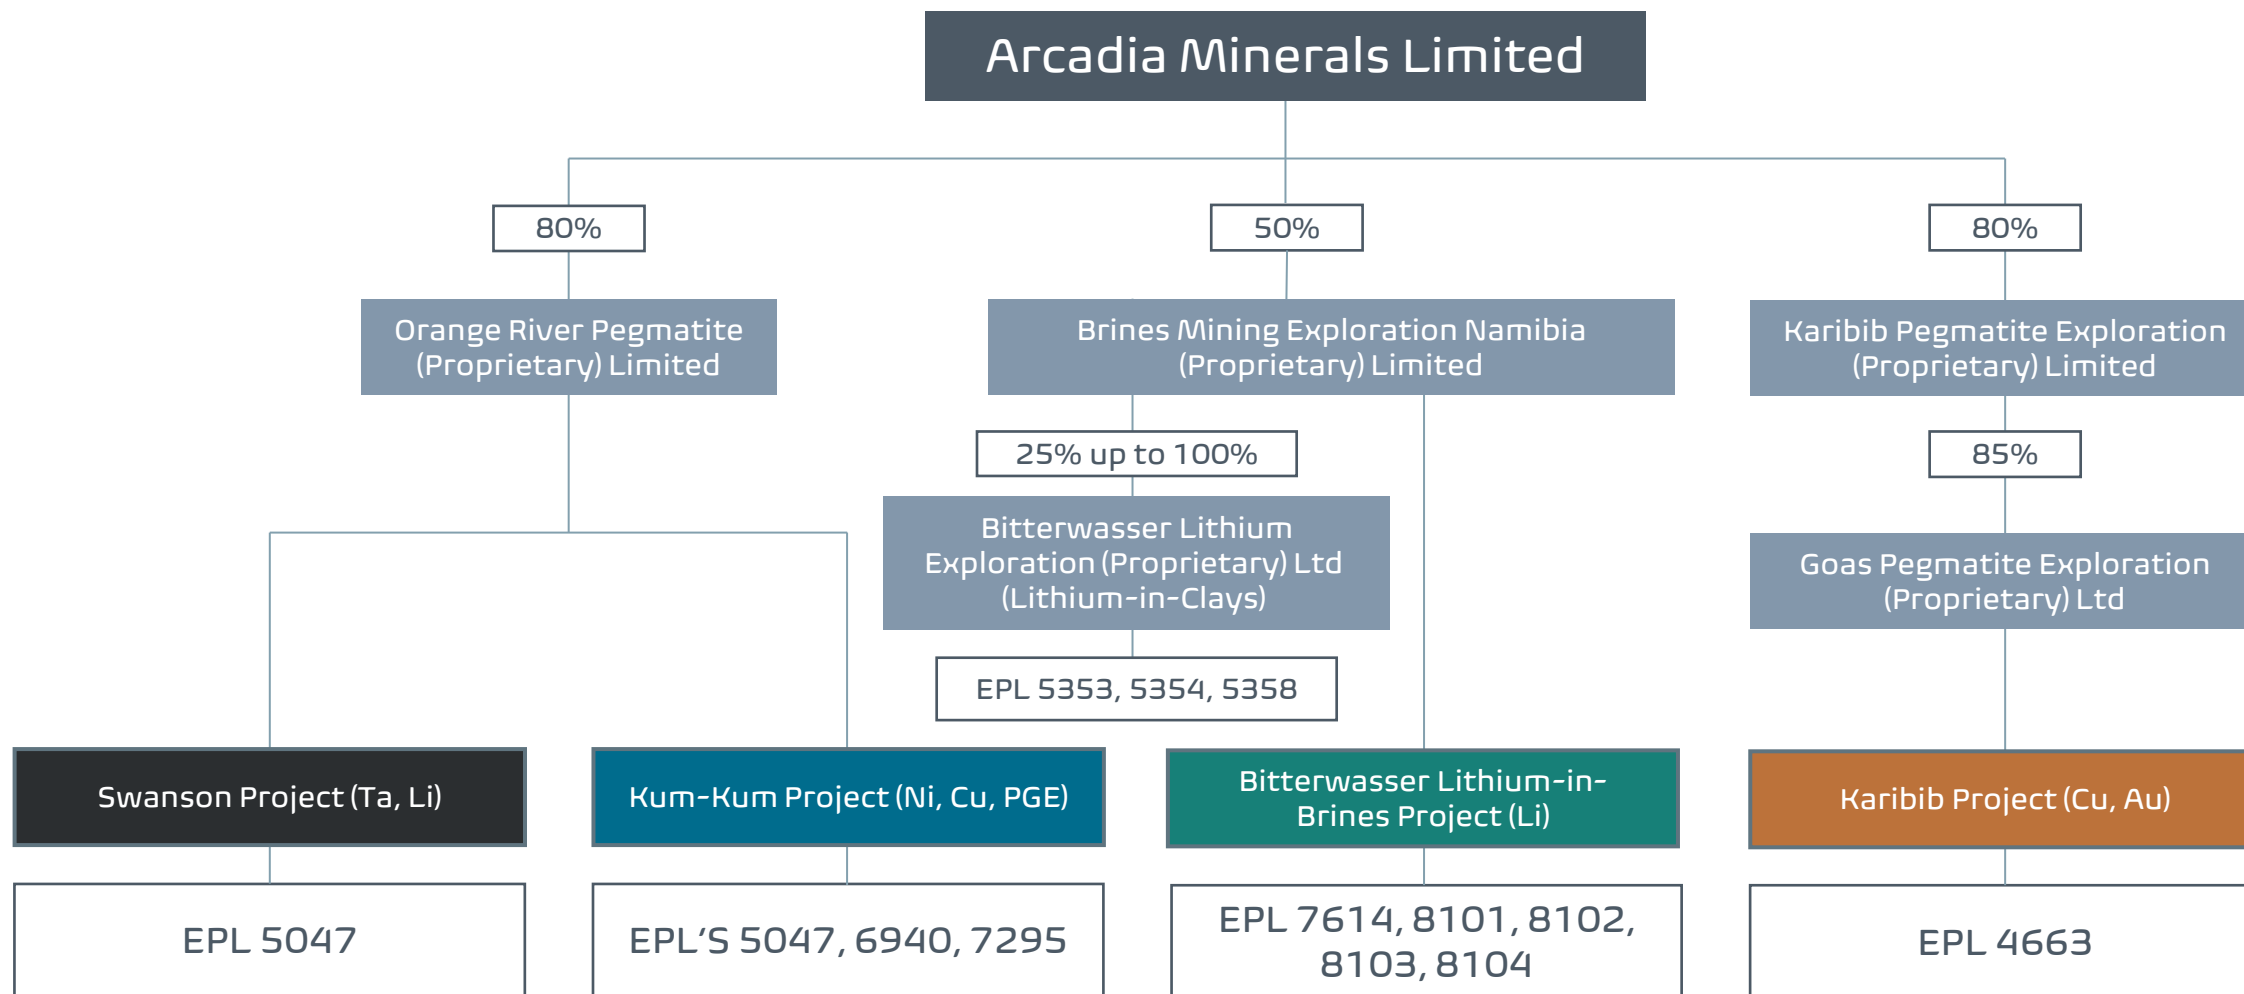 Arcadia Minerals Limited
80%
50%
80%
Orange River Pegmatite
(Proprietary) Limited
Brines Mining Exploration Namibia
(Proprietary) Limited
Karibib Pegmatite Exploration
(Proprietary) Limited
25% up to 100%
85%
Bitterwasser Lithium
Exploration (Proprietary) Ltd
(Lithium-in-Clays)
Goas Pegmatite Exploration
(Proprietary) Ltd
EPL 5353, 5354, 5358
Swanson Project (Ta, Li)
Kum-Kum Project (Ni, Cu, PGE)
Bitterwasser Lithium-in-
Brines Project (Li)
Karibib Project (Cu, Au)
EPL 5047
EPL’S 5047, 6940, 7295
EPL 7614, 8101, 8102,
8103, 8104
EPL 4663